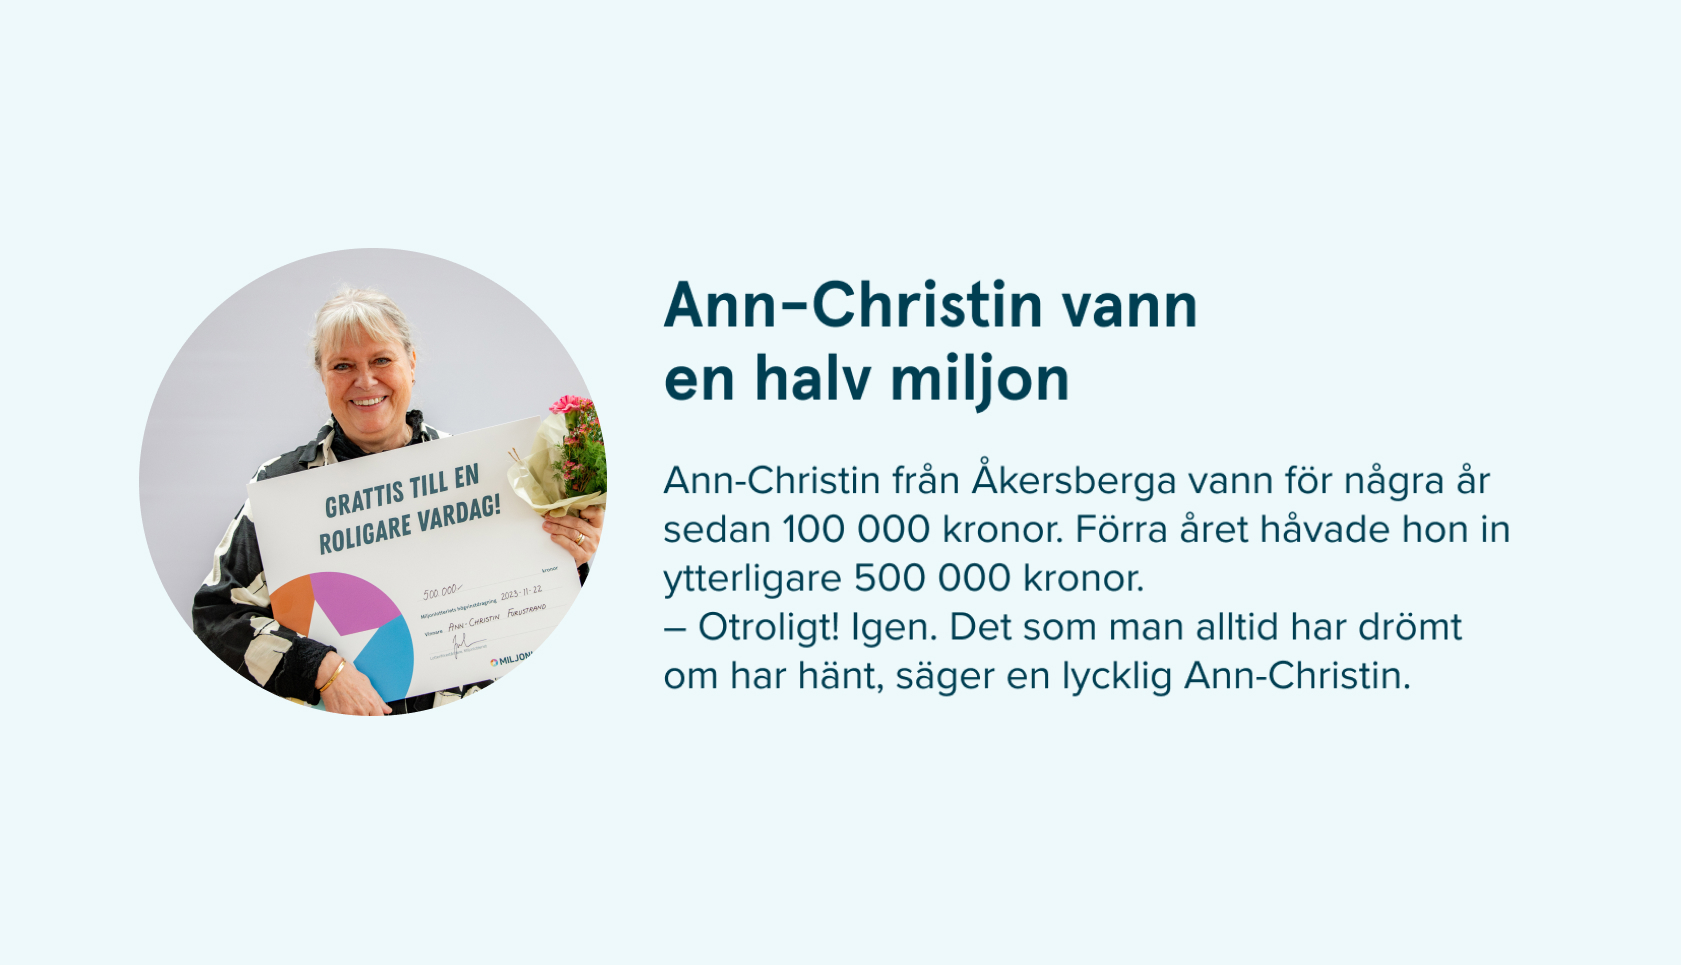 Ann-Christin vann
en halv miljon
Ann-Christin från Åkersberga vann för några år
sedan 100 000 kronor. Förra året håvade hon in
ytterligare 500 000 kronor.
– Otroligt! Igen. Det som man alltid har drömt
om har hänt, säger en lycklig Ann-Christin.
GRATTIS TILL EN
ROLIGARE VARDAG!
500 000 kronor
Miljonlotteriets högvinstdragning 2023-11-22
Vinnare ANN-CHRISTIN FORUSTRAND
MILJON